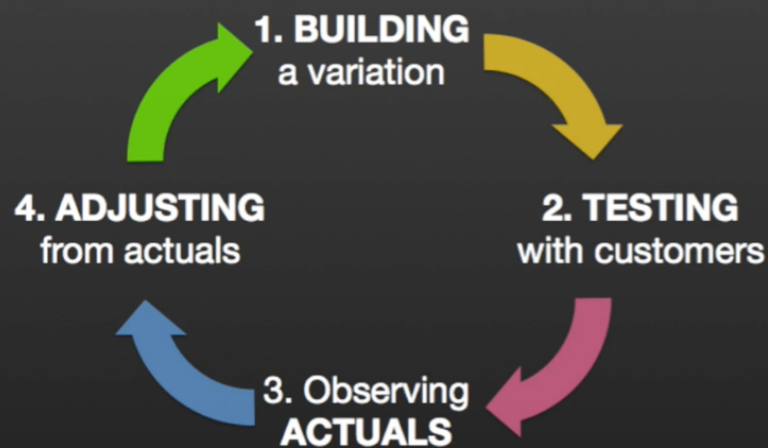 1. BUILDING
a variation
2. TESTING
with customers
3. Observing
ACTUALS
4. ADJUSTING
from actuals